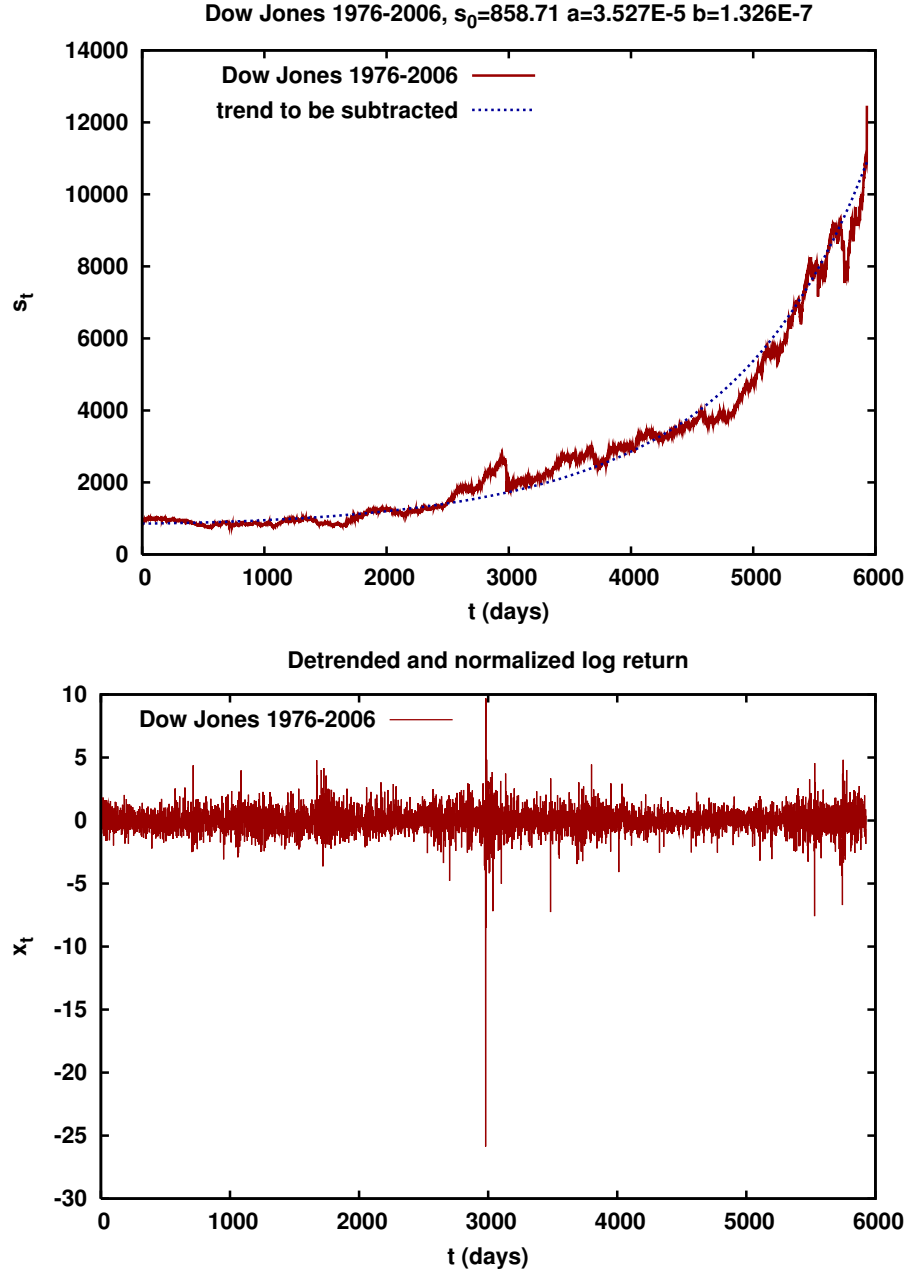 Dow Jones 1976-2006, s0=858.71 a=3.527E-5 b=1.326E-7
14000
12000
10000
8000
6000
4000
2000
0
st
Dow Jones 1976-2006
trend to be subtracted
0 1000 2000 3000 4000 5000 6000
t (days)
Detrended and normalized log return
10
5
0
-5
-10
-15
-20
-25
-30
xt
Dow Jones 1976-2006
0 1000 2000 3000 4000 5000 6000
t (days)